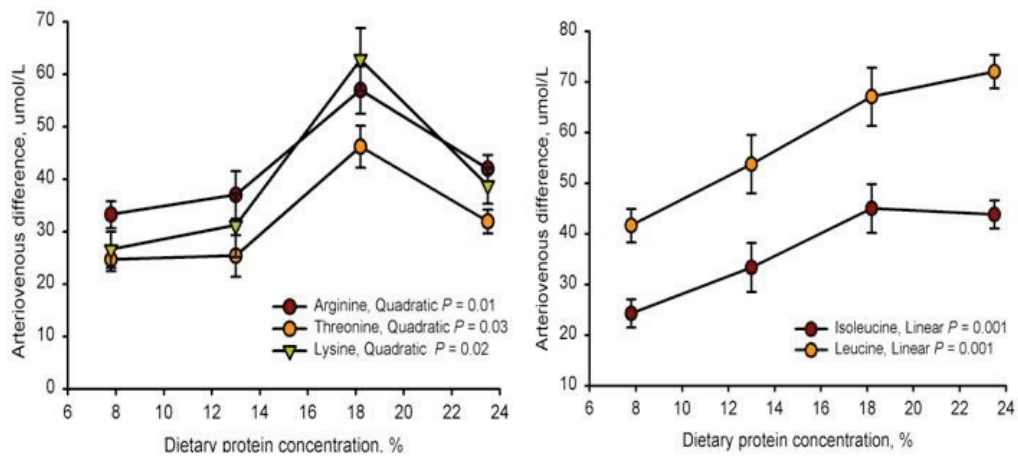 Arteriovenous difference, umol/L
70
60
50
40
30
20
10
0
Arginine, Quadratic P = 0.01
Threonine, Quadratic P = 0.03
Lysine, Quadratic P = 0.02
6 8 10 12 14 16 18 20 22 24
Dietary protein concentration, %
Arteriovenous difference, umol/L
80
70
60
50
40
30
20
10
Isoleucine, Linear P = 0.001
Leucine, Linear P = 0.001
6 8 10 12 14 16 18 20 22 24
Dietary protein concentration, %